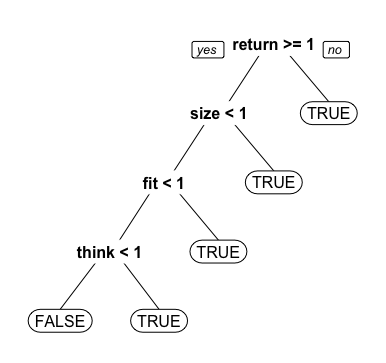 yes return >= 1 no
size < 1 TRUE
fit < 1 TRUE
think < 1 TRUE
FALSE TRUE